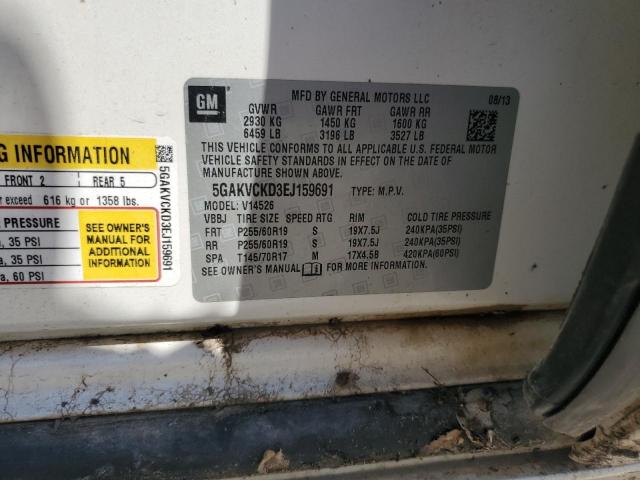 GM
MFD BY GENERAL MOTORS LLC
08/13
GVWR GAWR FRT GAWR RR
2930 KG 1450 KG 1600 KG
6459 LB 3196 LB 3527 LB
THIS VEHICLE CONFORMS TO ALL APPLICABLE U.S. FEDERAL MOTOR
VEHICLE SAFETY STANDARDS IN EFFECT ON THE DATE OF
MANUFACTURE SHOWN ABOVE.
5GAKVCKD3EJ159691 TYPE: M.P.V.
MODEL: V14526
VBBJ TIRE SIZE SPEED RTG RIM COLD TIRE PRESSURE
FRT P255/60R19 S 19X7.5J 240KPA(35PSI)
RR P255/60R19 S 19X7.5J 240KPA(35PSI)
SPA T145/70R17 M 17X4.5B 420KPA(60PSI)
SEE OWNER'S MANUAL FOR MORE INFORMATION.
G INFORMATION
FRONT 2 REAR 5
exceed 616 kg or 1358 lbs.
PRESSURE
, 35 PSI
a, 35 PSI
a, 60 PSI
SEE OWNER'S
MANUAL FOR
ADDITIONAL
INFORMATION
5GAKVCKD3EJ159691